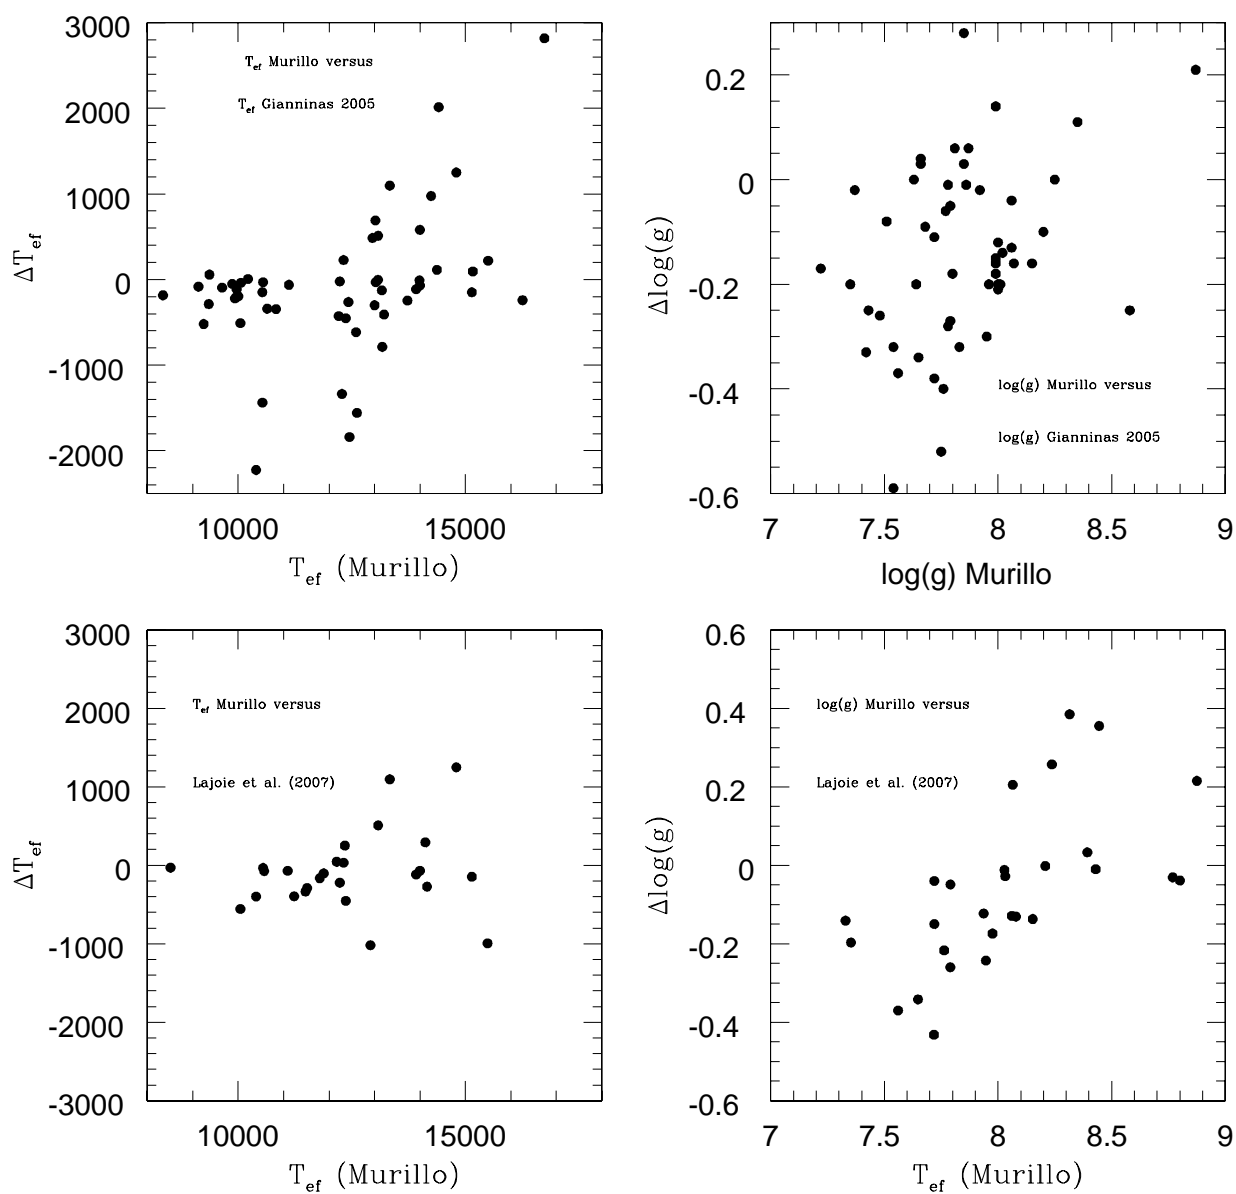 3000
2000
1000
0
-1000
-2000
ΔT_ef
T_ef Murillo versus
T_ef Gianninas 2005
10000 15000
T_ef (Murillo)
0.2
0
-0.2
-0.4
-0.6
Δlog(g)
log(g) Murillo versus
log(g) Gianninas 2005
7 7.5 8 8.5 9
log(g) Murillo
3000
2000
1000
0
-1000
-2000
-3000
ΔT_ef
T_ef Murillo versus
Lajoie et al. (2007)
10000 15000
T_ef (Murillo)
0.6
0.4
0.2
0
-0.2
-0.4
-0.6
Δlog(g)
log(g) Murillo versus
Lajoie et al. (2007)
7 7.5 8 8.5 9
T_ef (Murillo)